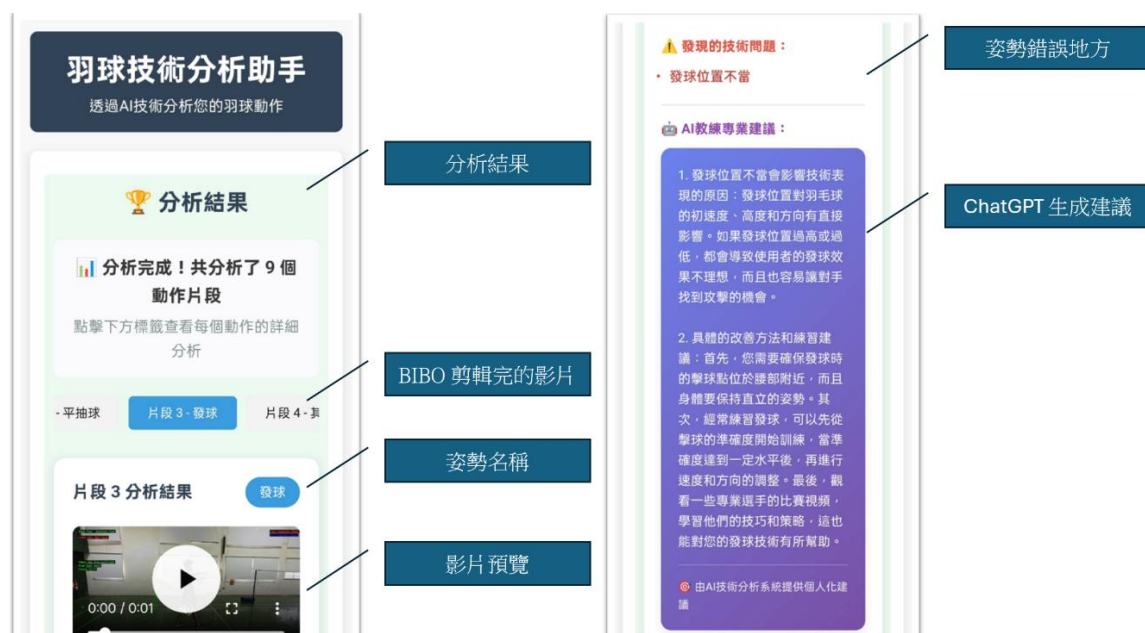 羽球技術分析助手
透過AI技術分析您的羽球動作
🏆 分析結果
📊 分析完成！共分析了 9 個
動作片段
點擊下方標籤查看每個動作的詳細
分析
- 平抽球
片段 3 - 發球
片段 4 - 其
片段 3 分析結果
發球
0:00 / 0:01
分析結果
BIBO 剪輯完的影片
姿勢名稱
影片預覽
⚠️ 發現的技術問題：
• 發球位置不當
🤖 AI教練專業建議：
1. 發球位置不當會影響技術表
現的原因：發球位置對羽毛球
的初速度、高度和方向有直接
影響。如果發球位置過高或過
低，都會導致使用者的發球效
果不理想，而且也容易讓對手
找到攻擊的機會。
2. 具體的改善方法和練習建
議：首先，您需要確保發球時
的擊球點位於腰部附近，而且
身體要保持直立的姿勢。其
次，經常練習發球，可以先從
擊球的準確度開始訓練，當準
確度達到一定水平後，再進行
速度和方向的調整。最後，觀
看一些專業選手的比賽視頻，
學習他們的技巧和策略，這也
能對您的發球技術有所幫助。
🎯 由AI技術分析系統提供個人化建
議
姿勢錯誤地方
ChatGPT 生成建議